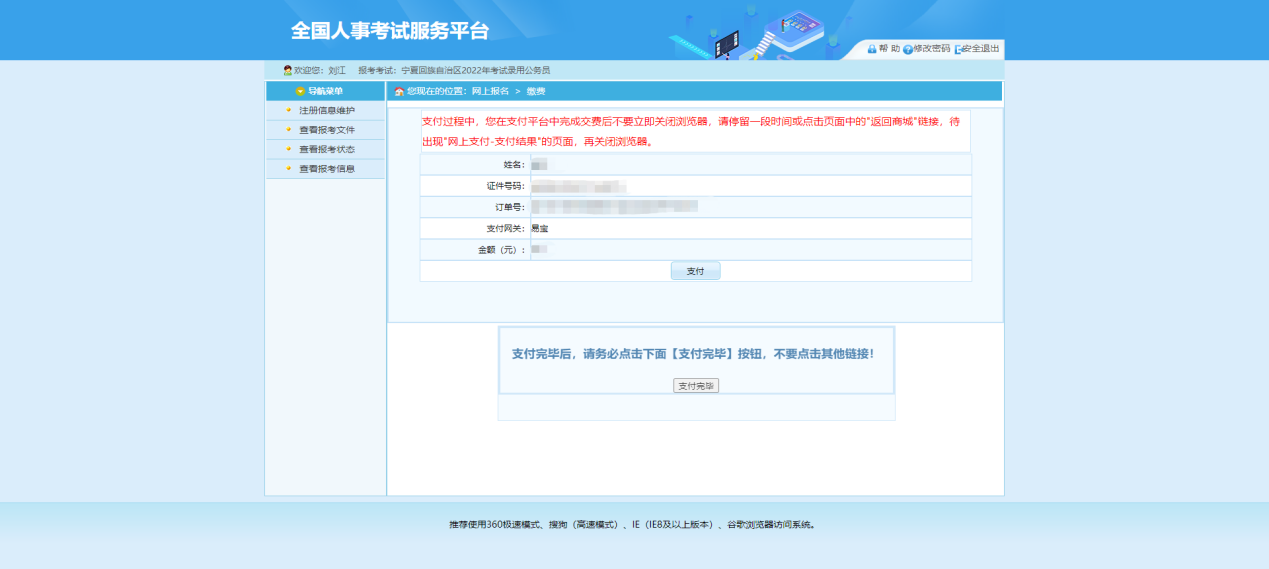 全国人事考试服务平台
帮 助 修改密码 安全退出
欢迎您：刘江 报考考试：宁夏回族自治区2022年考试录用公务员
导航菜单
您现在的位置：网上报名 > 缴费
注册信息维护
查看报考文件
查看报考状态
查看报考信息
支付过程中，您在支付平台中完成交费后不要立即关闭浏览器，请停留一段时间或点击页面中的"返回商城"链接，待
出现"网上支付-支付结果"的页面，再关闭浏览器。
姓名：
证件号码：
订单号：
支付网关：易宝
金额（元）：
支付
支付完毕后，请务必点击下面【支付完毕】按钮，不要点击其他链接！
支付完毕
推荐使用360极速模式、搜狗（高速模式）、IE（IE8及以上版本）、谷歌浏览器访问系统。